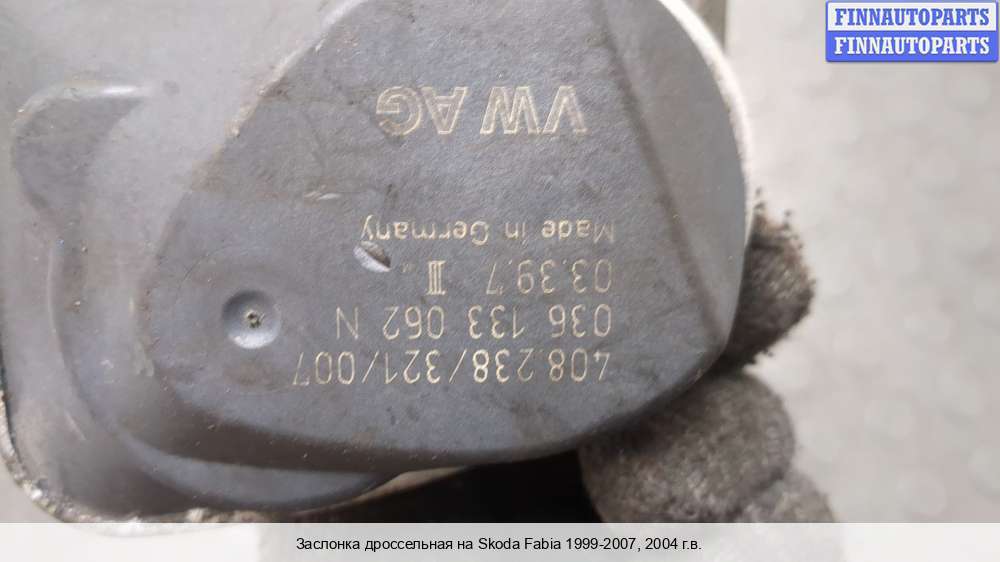 FINNAUTOPARTS
FINNAUTOPARTS
408.238/321/007
036 133 062 N
03.39.7 III
Made in Germany
VW AG
Заслонка дроссельная на Skoda Fabia 1999-2007, 2004 г.в.